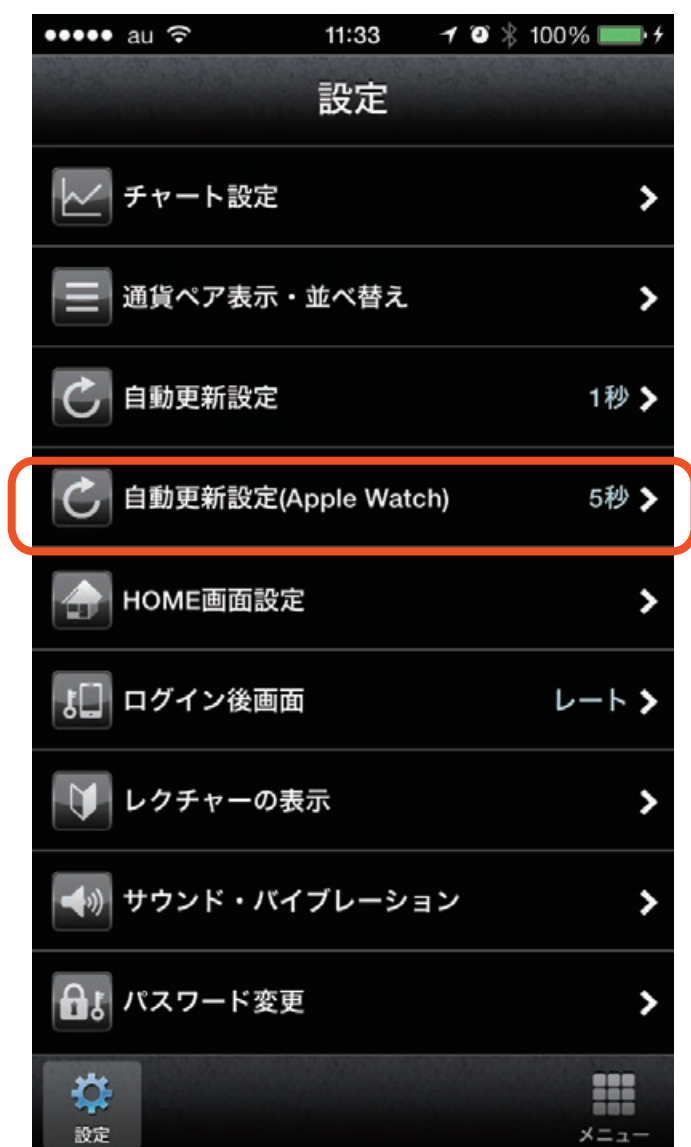 au 11:33 100%
設定
チャート設定
通貨ペア表示・並べ替え
自動更新設定 1秒
自動更新設定(Apple Watch) 5秒
HOME画面設定
ログイン後画面 レート
レクチャーの表示
サウンド・バイブレーション
パスワード変更
設定 メニュー